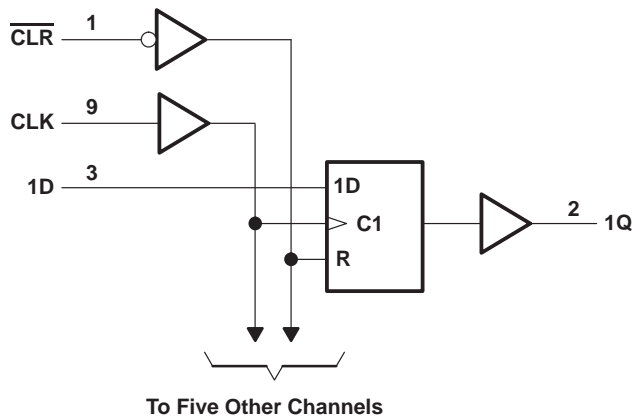 CLR 1
CLK 9
1D 3
1D
C1
R
2 1Q
To Five Other Channels